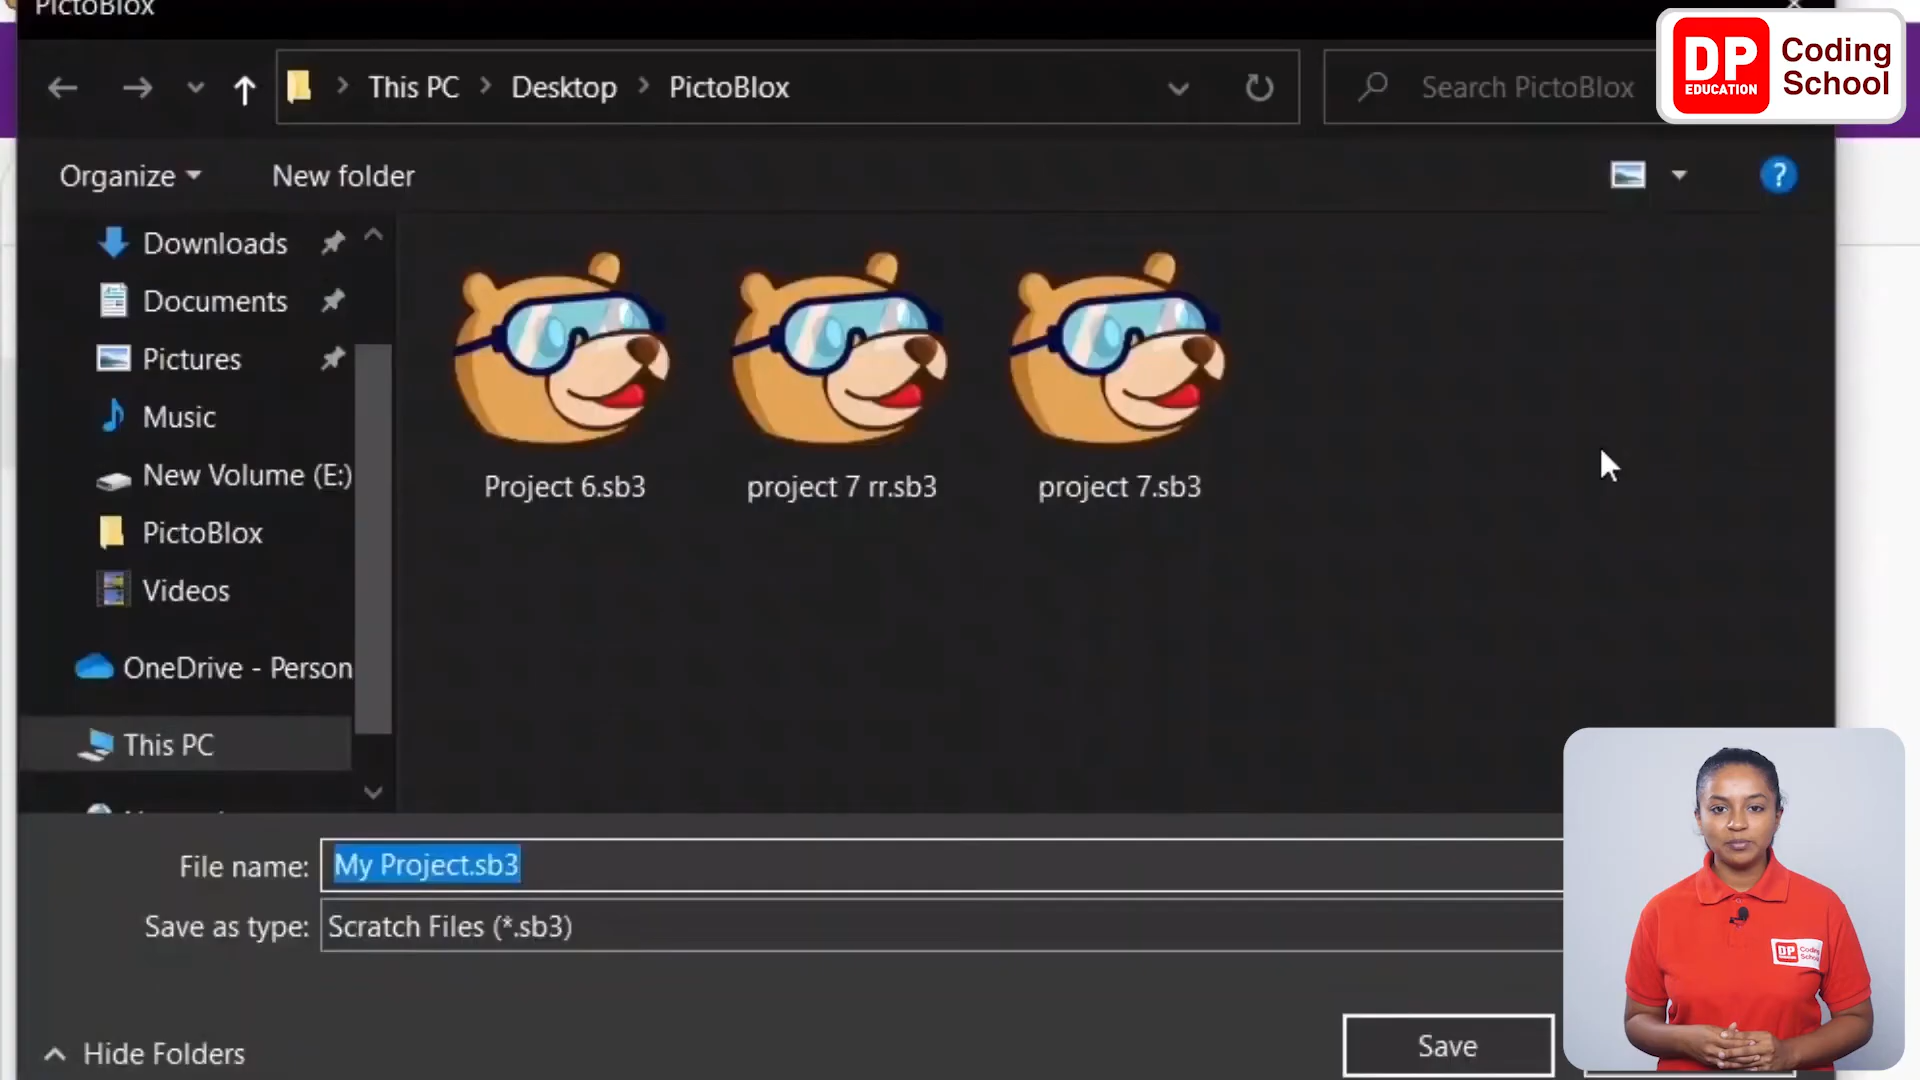 PictoBlox
DP
EDUCATION
Coding
School
This PC
Desktop
PictoBlox
Search PictoBlox
Organize
New folder
?
Downloads
Documents
Pictures
Music
New Volume (E:)
PictoBlox
Videos
OneDrive - Person
This PC
Project 6.sb3
project 7 rr.sb3
project 7.sb3
File name:
My Project.sb3
Save as type:
Scratch Files (*.sb3)
Hide Folders
Save
DP